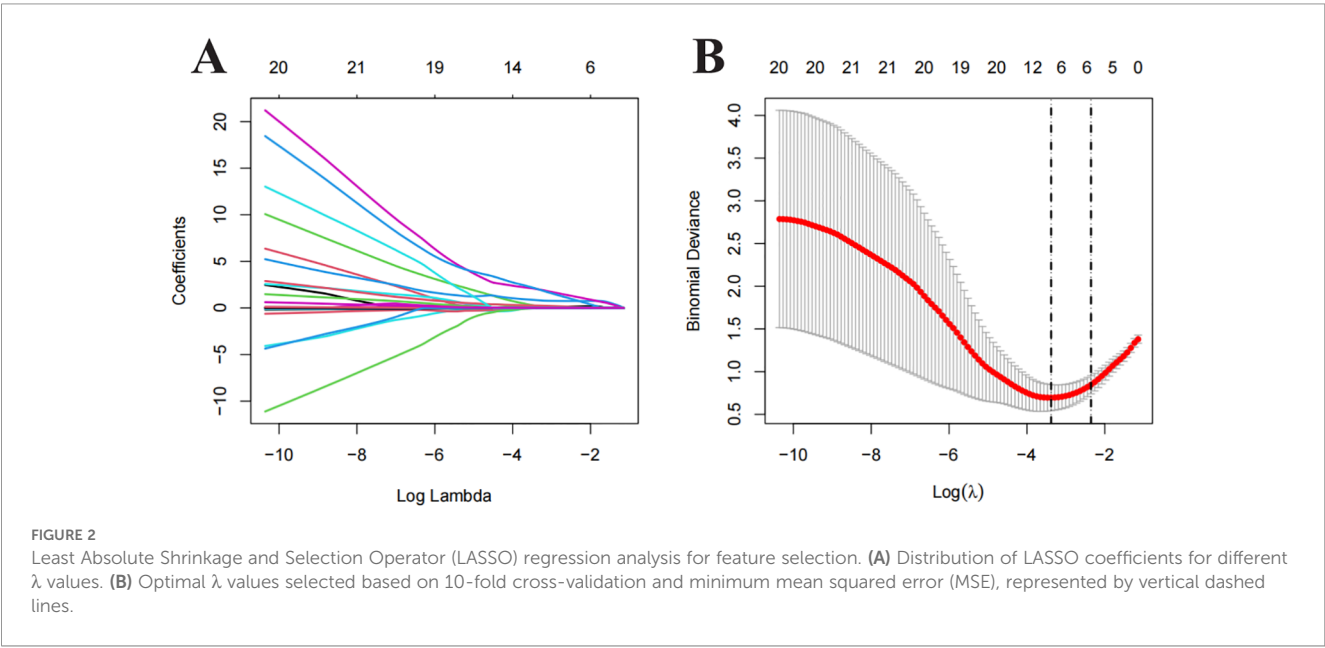 A
20 21 19 14 6
20
15
10
5
0
−5
−10
Coefficients
−10 −8 −6 −4 −2
Log Lambda
B
20 20 21 21 20 19 20 12 6 6 5 0
4.0
3.5
3.0
2.5
2.0
1.5
1.0
0.5
Binomial Deviance
−10 −8 −6 −4 −2
Log(λ)
FIGURE 2
Least Absolute Shrinkage and Selection Operator (LASSO) regression analysis for feature selection. (A) Distribution of LASSO coefficients for different
λ values. (B) Optimal λ values selected based on 10-fold cross-validation and minimum mean squared error (MSE), represented by vertical dashed
lines.